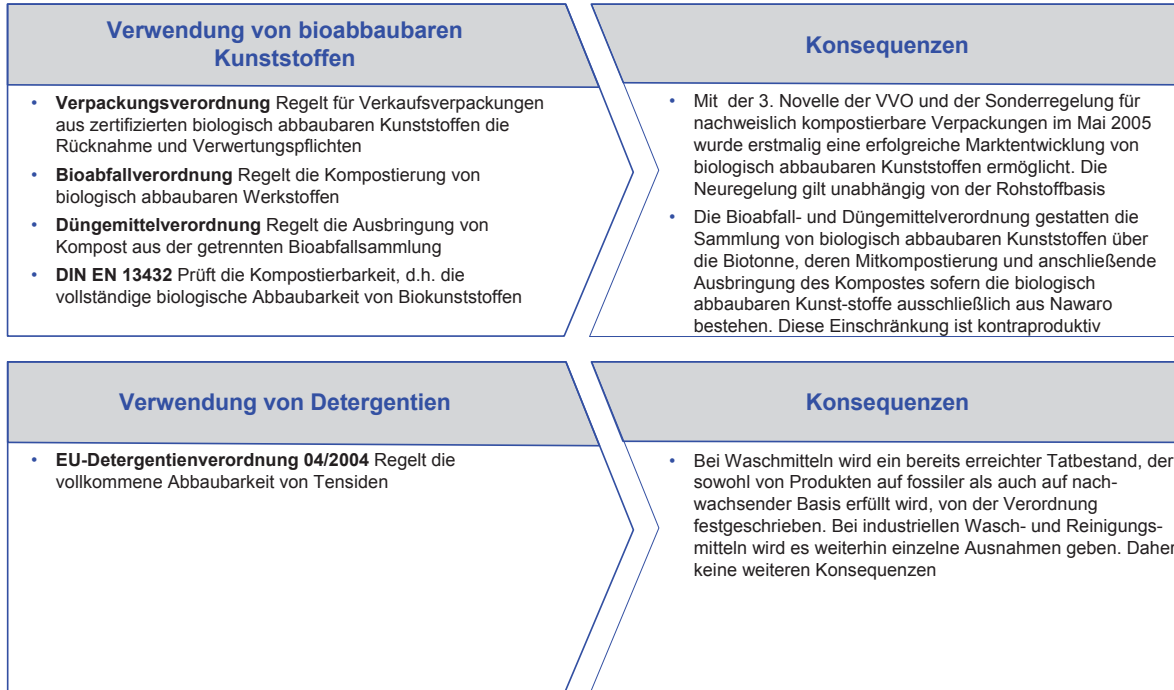 Verwendung von bioabbaubaren
Kunststoffen
• Verpackungsverordnung Regelt für Verkaufsverpackungen
aus zertifizierten biologisch abbaubaren Kunststoffen die
Rücknahme und Verwertungspflichten
• Bioabfallverordnung Regelt die Kompostierung von
biologisch abbaubaren Werkstoffen
• Düngemittelverordnung Regelt die Ausbringung von
Kompost aus der getrennten Bioabfallsammlung
• DIN EN 13432 Prüft die Kompostierbarkeit, d.h. die
vollständige biologische Abbaubarkeit von Biokunststoffen
Konsequenzen
• Mit der 3. Novelle der VVO und der Sonderregelung für
nachweislich kompostierbare Verpackungen im Mai 2005
wurde erstmalig eine erfolgreiche Marktentwicklung von
biologisch abbaubaren Kunststoffen ermöglicht. Die
Neuregelung gilt unabhängig von der Rohstoffbasis
• Die Bioabfall- und Düngemittelverordnung gestatten die
Sammlung von biologisch abbaubaren Kunststoffen über
die Biotonne, deren Mitkompostierung und anschließende
Ausbringung des Kompostes sofern die biologisch
abbaubaren Kunst-stoffe ausschließlich aus Nawaro
bestehen. Diese Einschränkung ist kontraproduktiv
Verwendung von Detergentien
• EU-Detergentienverordnung 04/2004 Regelt die
vollkommene Abbaubarkeit von Tensiden
Konsequenzen
• Bei Waschmitteln wird ein bereits erreichter Tatbestand, der
sowohl von Produkten auf fossiler als auch auf nach-
wachsender Basis erfüllt wird, von der Verordnung
festgeschrieben. Bei industriellen Wasch- und Reinigungs-
mitteln wird es weiterhin einzelne Ausnahmen geben. Daher
keine weiteren Konsequenzen